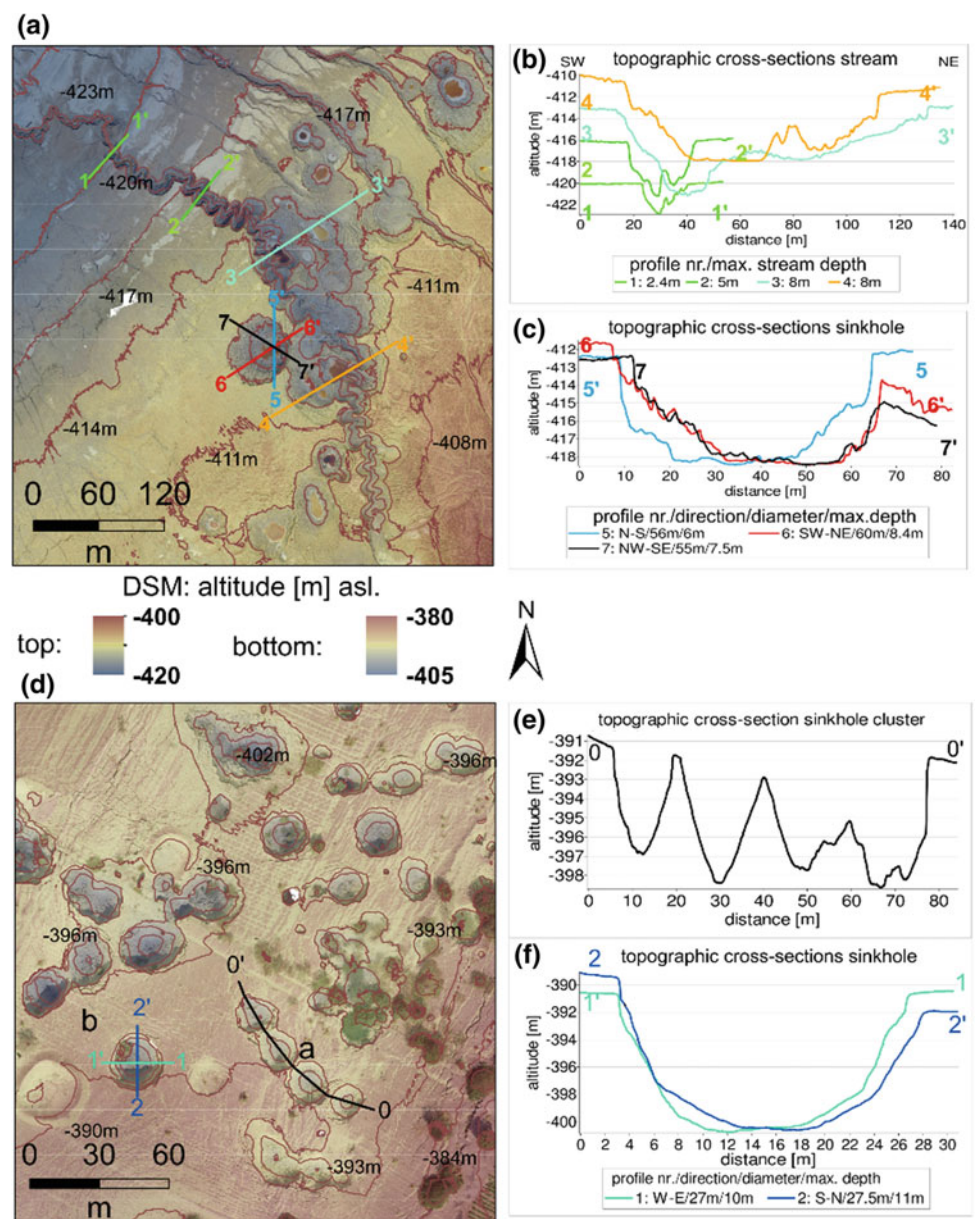 (a)
-423m
-417m
1'
1
-420m
2'
2
3'
3
-411m
-417m
5'
7
6'
4'
6
7'
5
4
-414m
-411m
-408m
0 60 120
m
(b)
topographic cross-sections stream
SW NE
altitude [m]
-410
-412
-414
-416
-418
-420
-422
4 4'
3 3'
2 2'
1 1'
0 20 40 60 80 100 120 140
distance [m]
profile nr./max. stream depth
1: 2.4m 2: 5m 3: 8m 4: 8m
(c)
topographic cross-sections sinkhole
altitude [m]
-412
-413
-414
-415
-416
-417
-418
6
5' 7 5
6'
7'
0 10 20 30 40 50 60 70 80
distance [m]
profile nr./direction/diameter/max.depth
5: N-S/56m/6m 6: SW-NE/60m/8.4m
7: NW-SE/55m/7.5m
DSM: altitude [m] asl.
top: -400 -420
bottom: -380 -405
N
(d)
-402m
-396m
-396m
-396m
-393m
0'
b
2'
a
1' 1
2
0
-390m
-393m
-384m
0 30 60
m
(e)
topographic cross-section sinkhole cluster
altitude [m]
-391
-392
-393
-394
-395
-396
-397
-398
0 0'
0 10 20 30 40 50 60 70 80
distance [m]
(f)
topographic cross-sections sinkhole
altitude [m]
-390
-392
-394
-396
-398
-400
2 1
1' 2'
0 2 4 6 8 10 12 14 16 18 20 22 24 26 28 30
distance [m]
profile nr./direction/diameter/max. depth
1: W-E/27m/10m 2: S-N/27.5m/11m